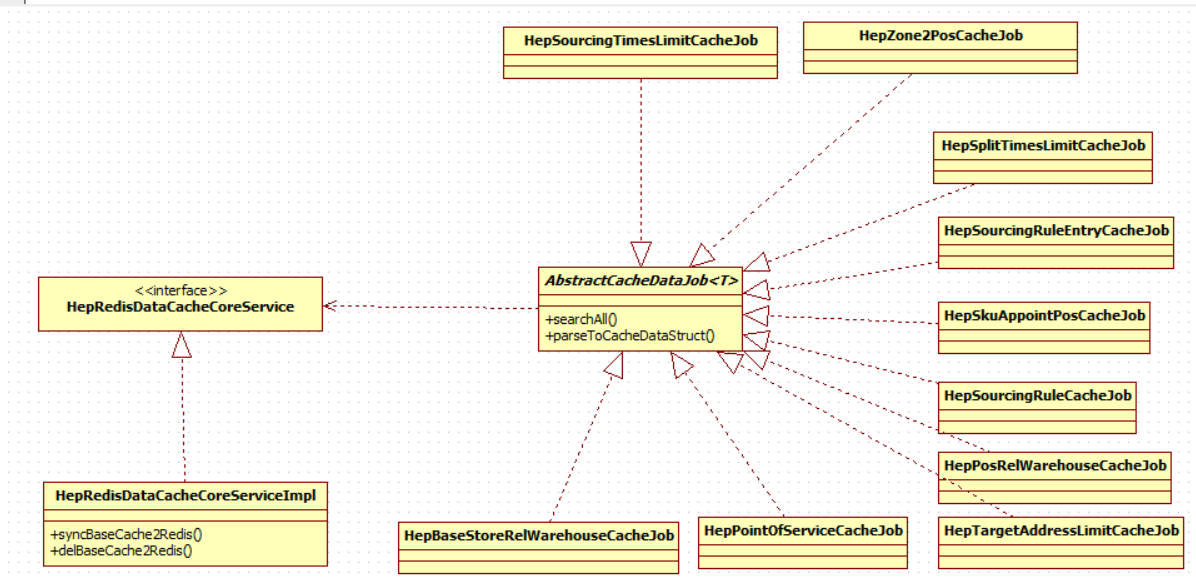 HepSourcingTimesLimitCacheJob
HepZone2PosCacheJob
HepSplitTimesLimitCacheJob
HepSourcingRuleEntryCacheJob
<<interface>>
HepRedisDataCacheCoreService
AbstractCacheDataJob<T>
+searchAll()
+parseToCacheDataStruct()
HepSkuAppointPosCacheJob
HepSourcingRuleCacheJob
HepPosRelWarehouseCacheJob
HepRedisDataCacheCoreServiceImpl
+syncBaseCache2Redis()
+delBaseCache2Redis()
HepBaseStoreRelWarehouseCacheJob
HepPointOfServiceCacheJob
HepTargetAddressLimitCacheJob